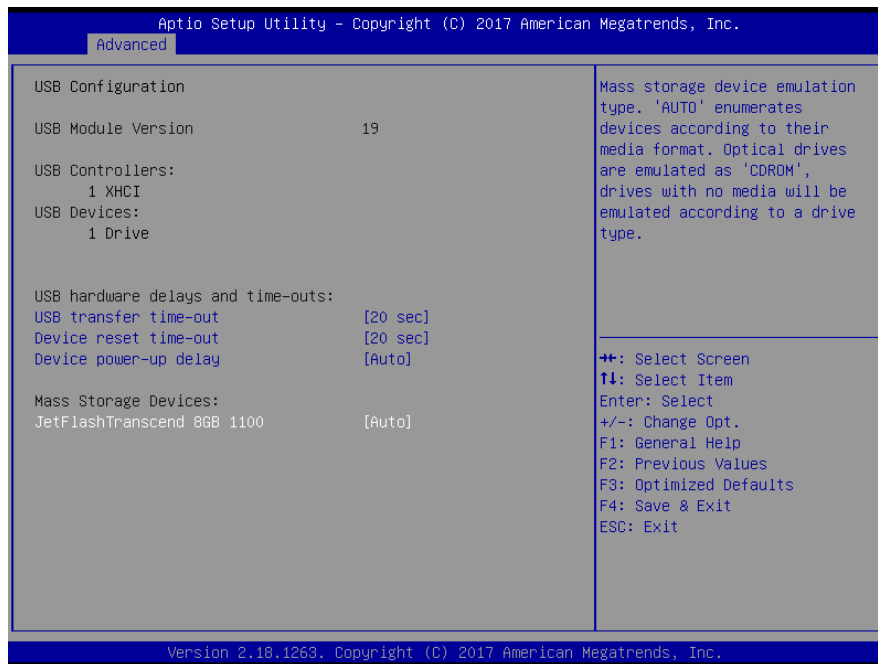 Aptio Setup Utility – Copyright (C) 2017 American Megatrends, Inc.
Advanced
USB Configuration
USB Module Version 19
USB Controllers:
1 XHCI
USB Devices:
1 Drive
USB hardware delays and time-outs:
USB transfer time-out [20 sec]
Device reset time-out [20 sec]
Device power-up delay [Auto]
Mass Storage Devices:
JetFlashTranscend 8GB 1100 [Auto]
Mass storage device emulation
type. 'AUTO' enumerates
devices according to their
media format. Optical drives
are emulated as 'CDROM',
drives with no media will be
emulated according to a drive
type.
→←: Select Screen
↑↓: Select Item
Enter: Select
+/-: Change Opt.
F1: General Help
F2: Previous Values
F3: Optimized Defaults
F4: Save & Exit
ESC: Exit
Version 2.18.1263. Copyright (C) 2017 American Megatrends, Inc.